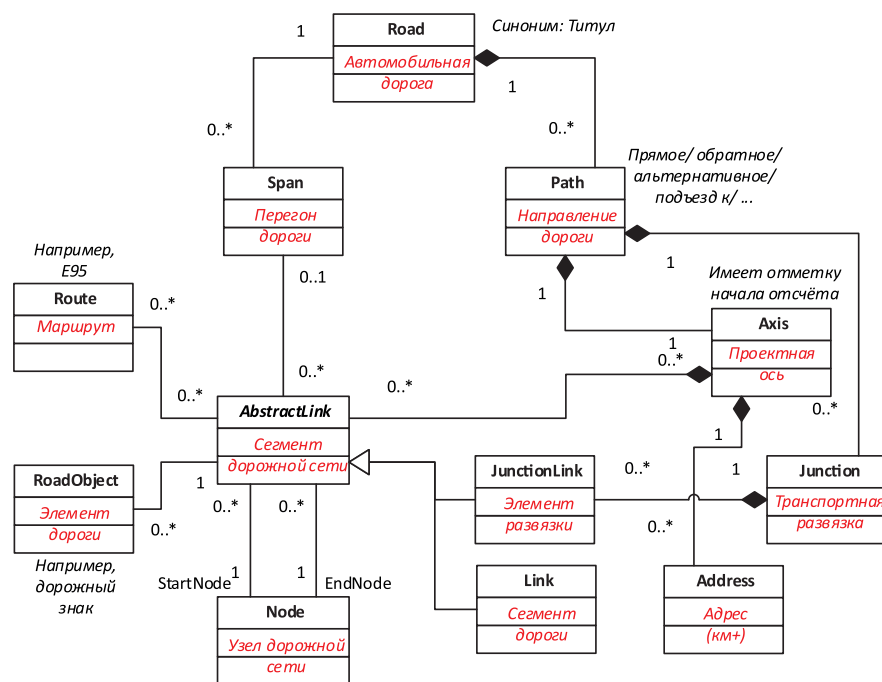 Road
Автомобильная
дорога
Синоним: Титул
1
1
0..*
0..*
Span
Перегон
дороги
Path
Направление
дороги
Прямое/ обратное/
альтернативное/
подъезд к/ ...
Например,
E95
Route
Маршрут
0..*
0..1
1
1
Имеет отметку
начала отсчёта
Axis
Проектная
ось
1
0..*
0..*
0..*
0..*
0..*
AbstractLink
Сегмент
дорожной сети
1
RoadObject
Элемент
дороги
1
0..*
0..*
0..*
Например,
дорожный
знак
JunctionLink
Элемент
развязки
0..*
1
Junction
Транспортная
развязка
0..*
StartNode
1
1
EndNode
Node
Узел дорожной
сети
Link
Сегмент
дороги
Address
Адрес
(км+)